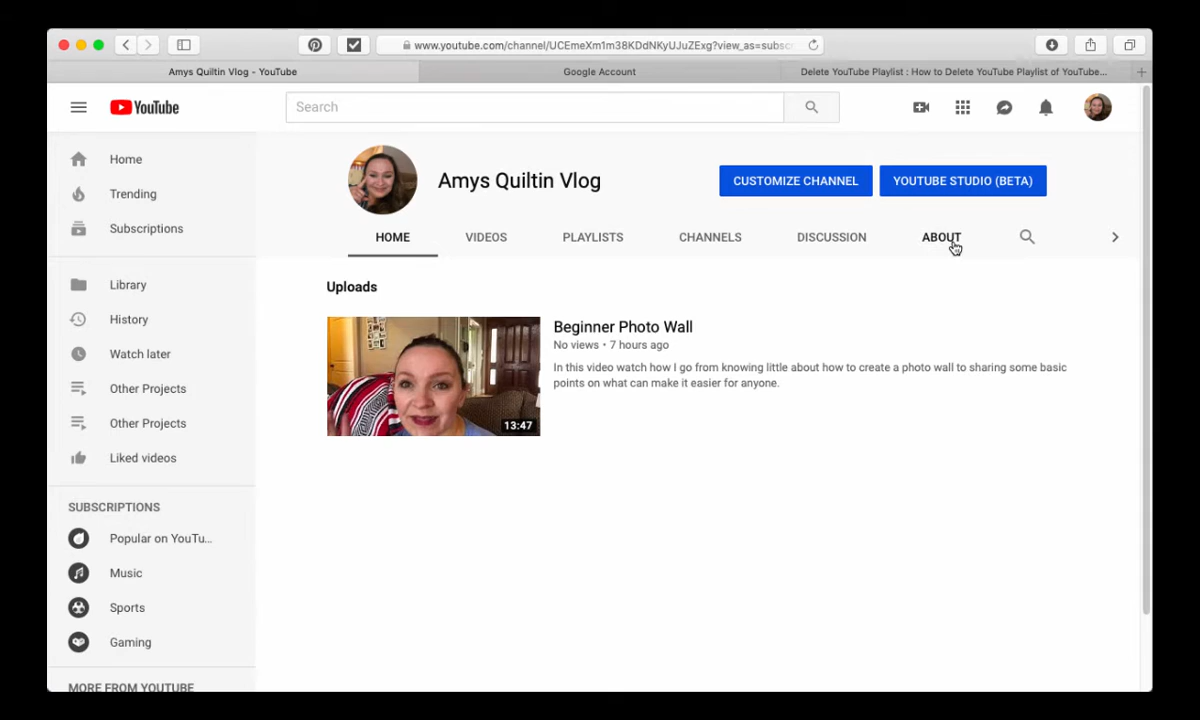 www.youtube.com/channel/UCEmeXm1m38KDdNKyUJuZExg?view_as=subsc
Amys Quiltin Vlog - YouTube
Google Account
Delete YouTube Playlist : How to Delete YouTube Playlist of YouTube...
YouTube
Search
Home
Trending
Subscriptions
Library
History
Watch later
Other Projects
Other Projects
Liked videos
SUBSCRIPTIONS
Popular on YouTu...
Music
Sports
Gaming
MORE FROM YOUTUBE
Amys Quiltin Vlog
CUSTOMIZE CHANNEL
YOUTUBE STUDIO (BETA)
HOME
VIDEOS
PLAYLISTS
CHANNELS
DISCUSSION
ABOUT
Uploads
13:47
Beginner Photo Wall
No views • 7 hours ago
In this video watch how I go from knowing little about how to create a photo wall to sharing some basic
points on what can make it easier for anyone.